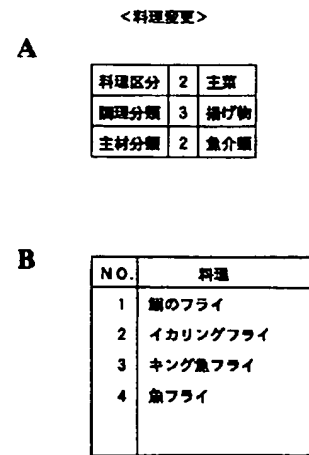 <料理変更>
A
料理区分 2 主菜
調理分類 3 揚げ物
主材分類 2 魚介類
B
NO. 料理
1 鯵のフライ
2 イカリングフライ
3 キング魚フライ
4 魚フライ